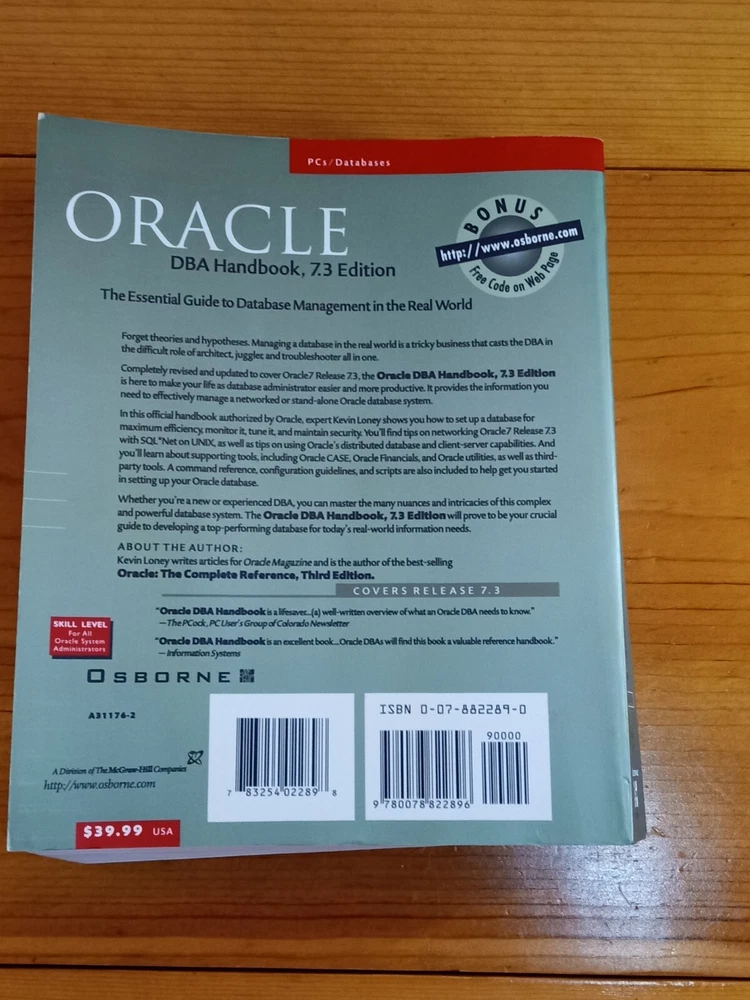 PCs/Databases
ORACLE
DBA Handbook, 7.3 Edition
BONUS
http://www.osborne.com
Free Code on Web Page
The Essential Guide to Database Management in the Real World
Forget theories and hypotheses. Managing a database in the real world is a tricky business that casts the DBA in
the difficult role of architect, juggler, and troubleshooter all in one.
Completely revised and updated to cover Oracle7 Release 7.3, the Oracle DBA Handbook, 7.3 Edition
is here to make your life as database administrator easier and more productive. It provides the information you
need to effectively manage a networked or stand-alone Oracle database system.
In this official handbook authorized by Oracle, expert Kevin Loney shows you how to set up a database for
maximum efficiency, monitor it, tune it, and maintain security. You'll find tips on networking Oracle7 Release 7.3
with SQL*Net on UNIX, as well as tips on using Oracle's distributed database and client-server capabilities. And
you'll learn about supporting tools, including Oracle CASE, Oracle Financials, and Oracle utilities, as well as third-
party tools. A command reference, configuration guidelines, and scripts are also included to help get you started
in setting up your Oracle database.
Whether you're a new or experienced DBA, you can master the many nuances and intricacies of this complex
and powerful database system. The Oracle DBA Handbook, 7.3 Edition will prove to be your crucial
guide to developing a top-performing database for today's real-world information needs.
ABOUT THE AUTHOR:
Kevin Loney writes articles for Oracle Magazine and is the author of the best-selling
Oracle: The Complete Reference, Third Edition.
COVERS RELEASE 7.3
"Oracle DBA Handbook is a lifesaver...(a) well-written overview of what an Oracle DBA needs to know."
—The PCock, PC User's Group of Colorado Newsletter
"Oracle DBA Handbook is an excellent book...Oracle DBAs will find this book a valuable reference handbook."
— Information Systems
SKILL LEVEL
For All
Oracle System
Administrators
OSBORNE
A31176-2
A Division of The McGraw-Hill Companies
http://www.osborne.com
7 83254 02289 8
ISBN 0-07-882289-0
90000
9 780078 822896
$39.99 USA